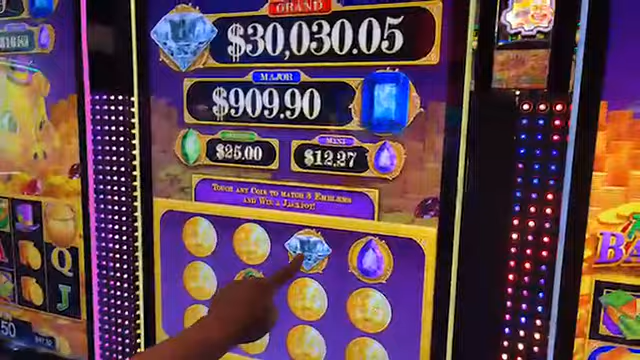 GRAND
$30,030.05
MAJOR
$909.90
MINI
$25.00
$12.27
TOUCH ANY COIN TO MATCH 3 EMBLEMS
AND WIN A JACKPOT!
Q
J